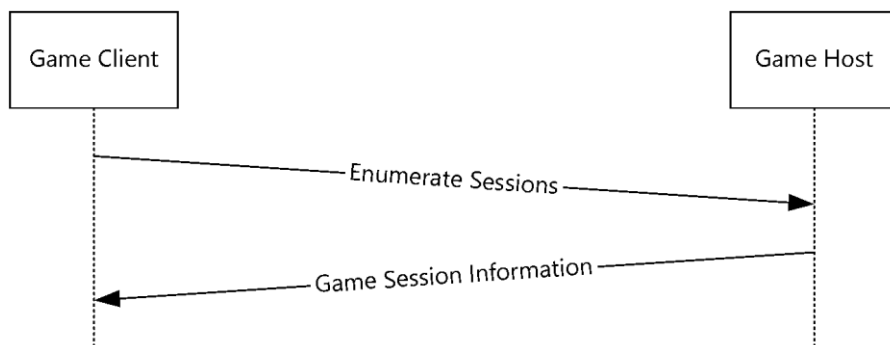 Game Client
Game Host
Enumerate Sessions
Game Session Information